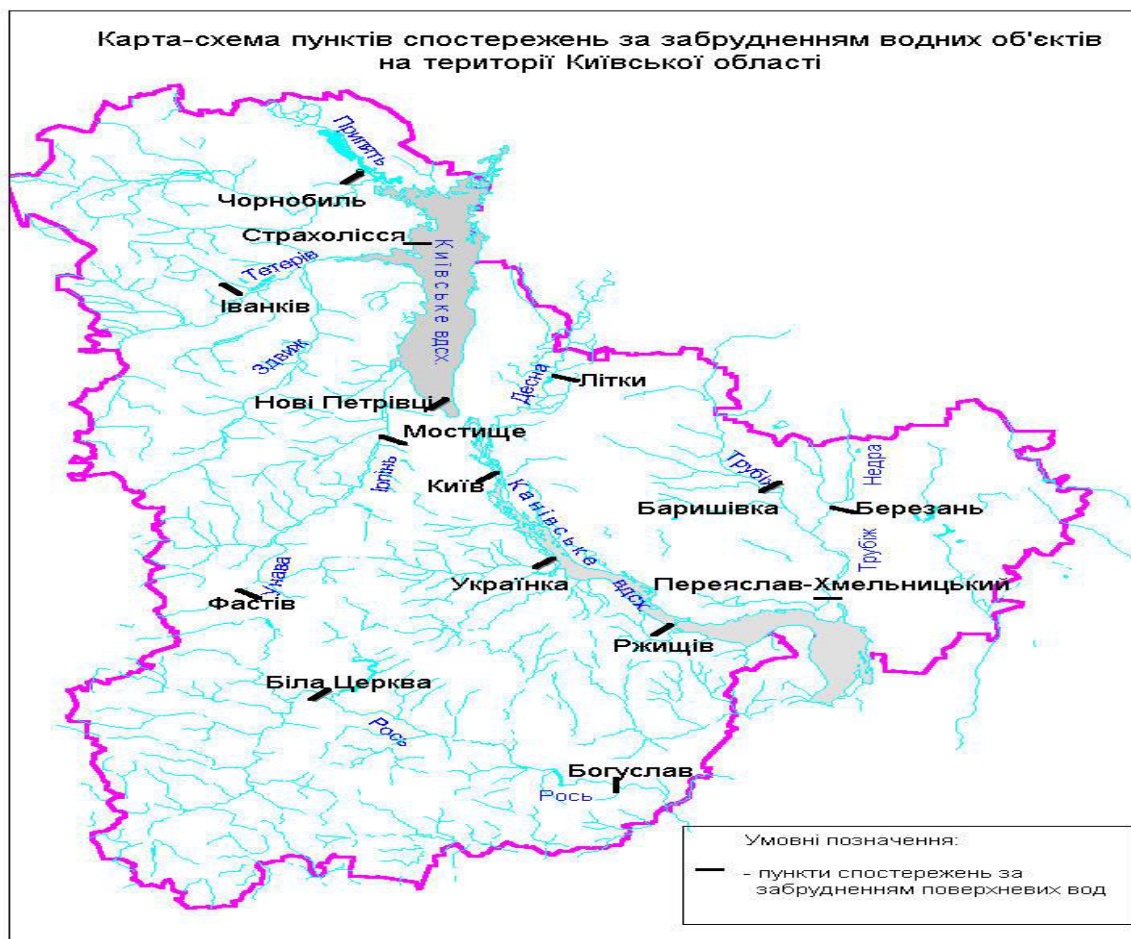 Карта-схема пунктів спостережень за забрудненням водних об'єктів
на території Київської області
Прип'ять
Чорнобиль
Страхолісся
Київське вдсх.
Тетерів
Іванків
Здвиж
Десна
Літки
Нові Петрівці
Мостище
Ірпінь
Київ
Канівське вдсх.
Трубіж
Недра
Баришівка
Березань
Трубіж
Українка
Переяслав-Хмельницький
Унава
Фастів
Ржищів
Біла Церква
Рось
Богуслав
Рось
Умовні позначення:
- пункти спостережень за
забрудненням поверхневих вод